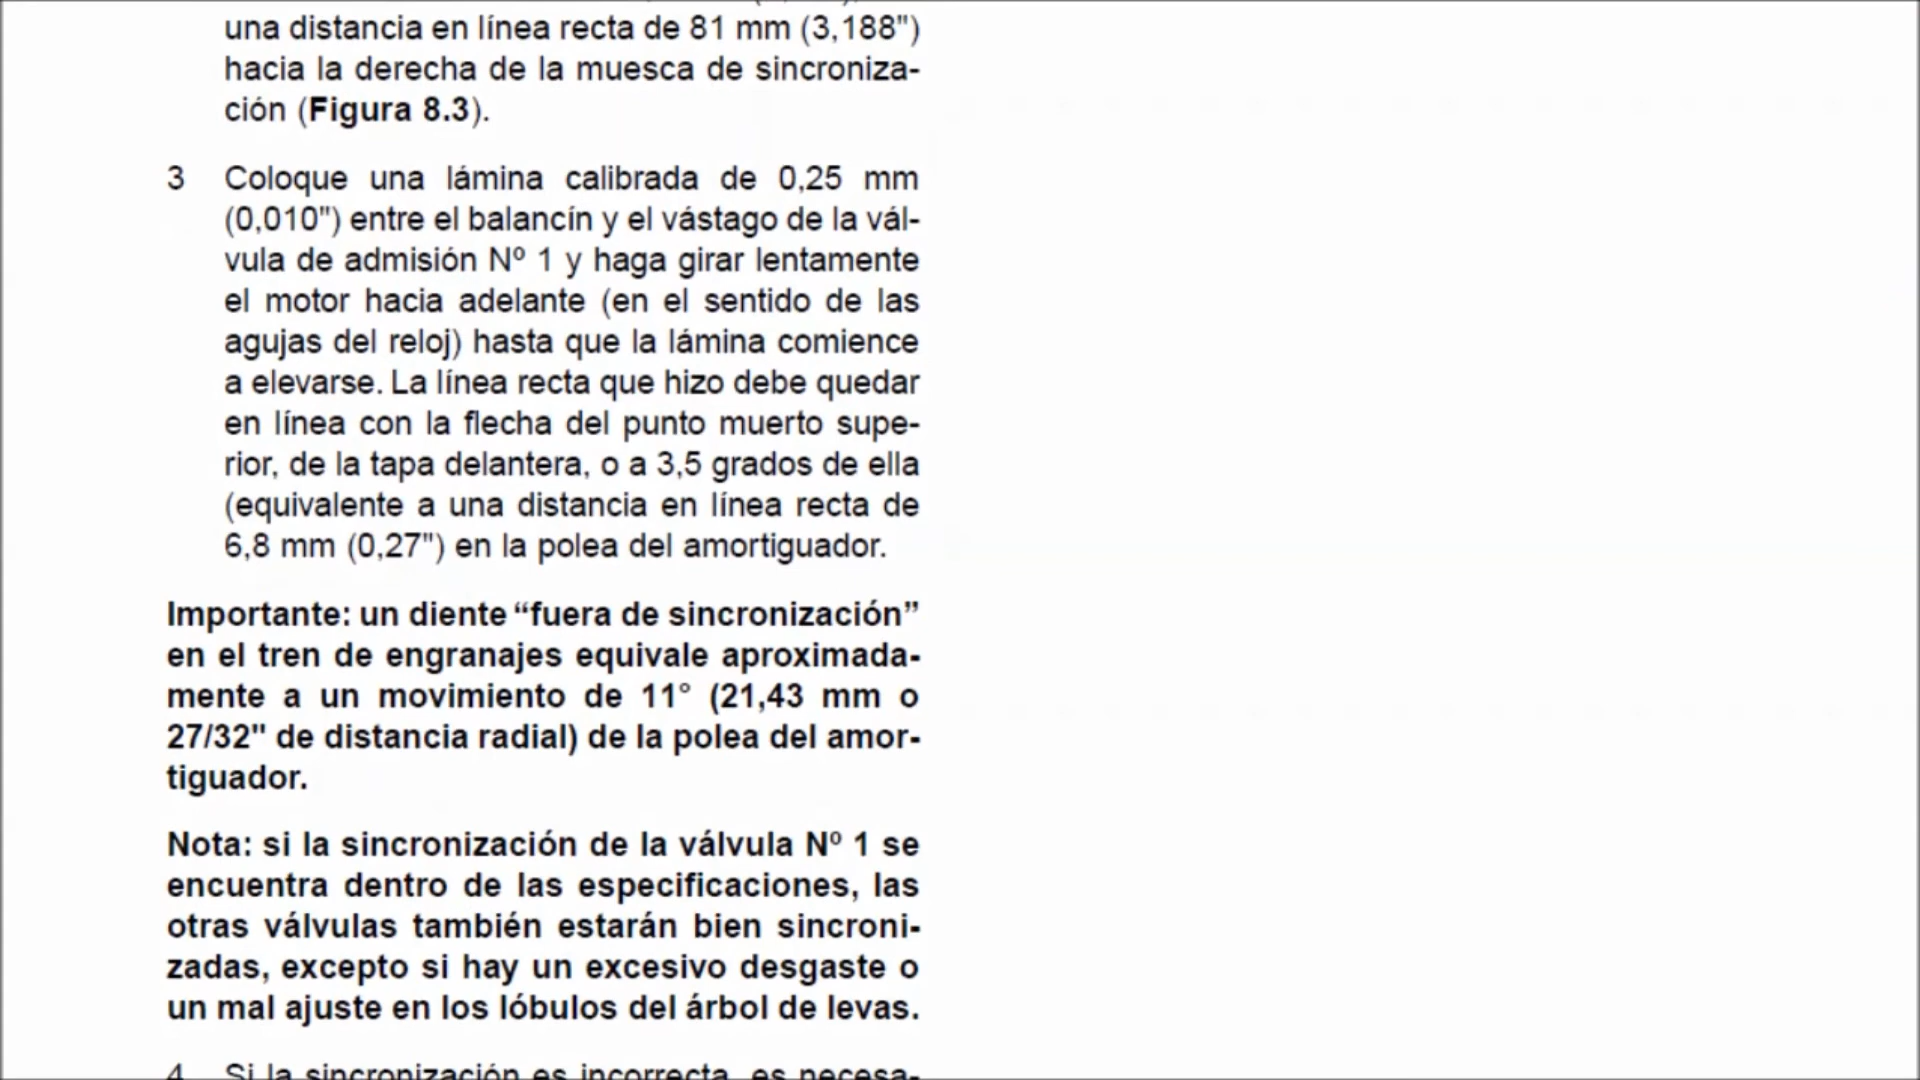 una distancia en línea recta de 81 mm (3,188")
hacia la derecha de la muesca de sincroniza-
ción (Figura 8.3).
3 Coloque una lámina calibrada de 0,25 mm
(0,010") entre el balancín y el vástago de la vál-
vula de admisión Nº 1 y haga girar lentamente
el motor hacia adelante (en el sentido de las
agujas del reloj) hasta que la lámina comience
a elevarse. La línea recta que hizo debe quedar
en línea con la flecha del punto muerto supe-
rior, de la tapa delantera, o a 3,5 grados de ella
(equivalente a una distancia en línea recta de
6,8 mm (0,27") en la polea del amortiguador.
Importante: un diente “fuera de sincronización”
en el tren de engranajes equivale aproximada-
mente a un movimiento de 11° (21,43 mm o
27/32" de distancia radial) de la polea del amor-
tiguador.
Nota: si la sincronización de la válvula Nº 1 se
encuentra dentro de las especificaciones, las
otras válvulas también estarán bien sincroni-
zadas, excepto si hay un excesivo desgaste o
un mal ajuste en los lóbulos del árbol de levas.
4 Si la sincronización es incorrecta, es necesa-